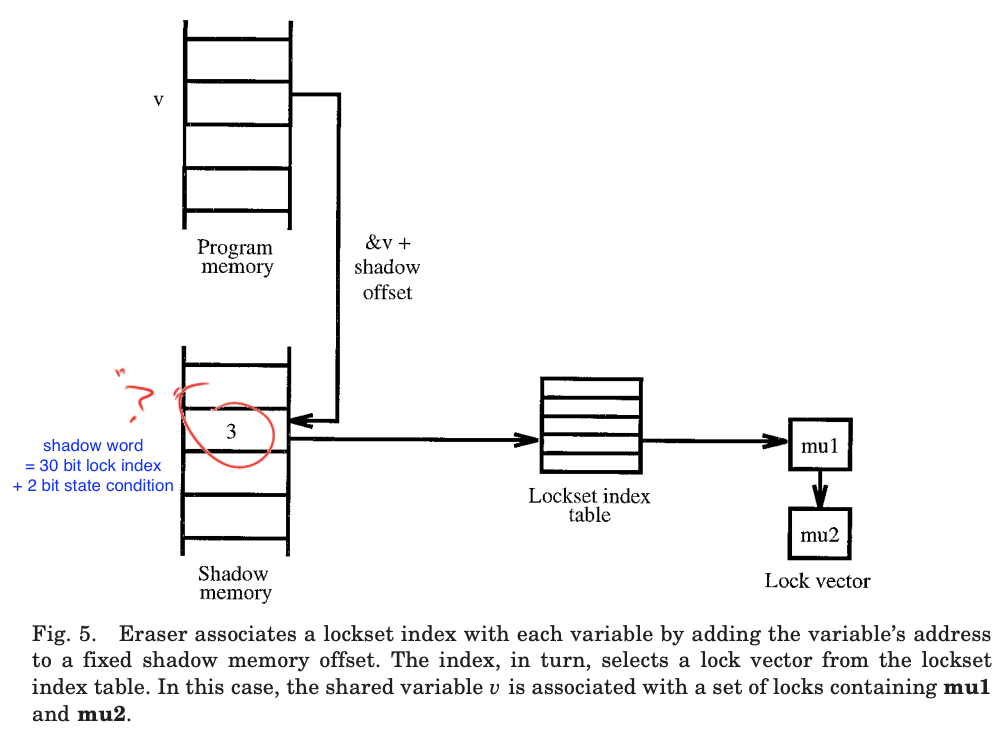 v
Program
memory
&v +
shadow
offset
?
3
shadow word
= 30 bit lock index
+ 2 bit state condition
mu1
Lockset index
table
mu2
Lock vector
Shadow
memory
Fig. 5. Eraser associates a lockset index with each variable by adding the variable's address
to a fixed shadow memory offset. The index, in turn, selects a lock vector from the lockset
index table. In this case, the shared variable v is associated with a set of locks containing mu1
and mu2.